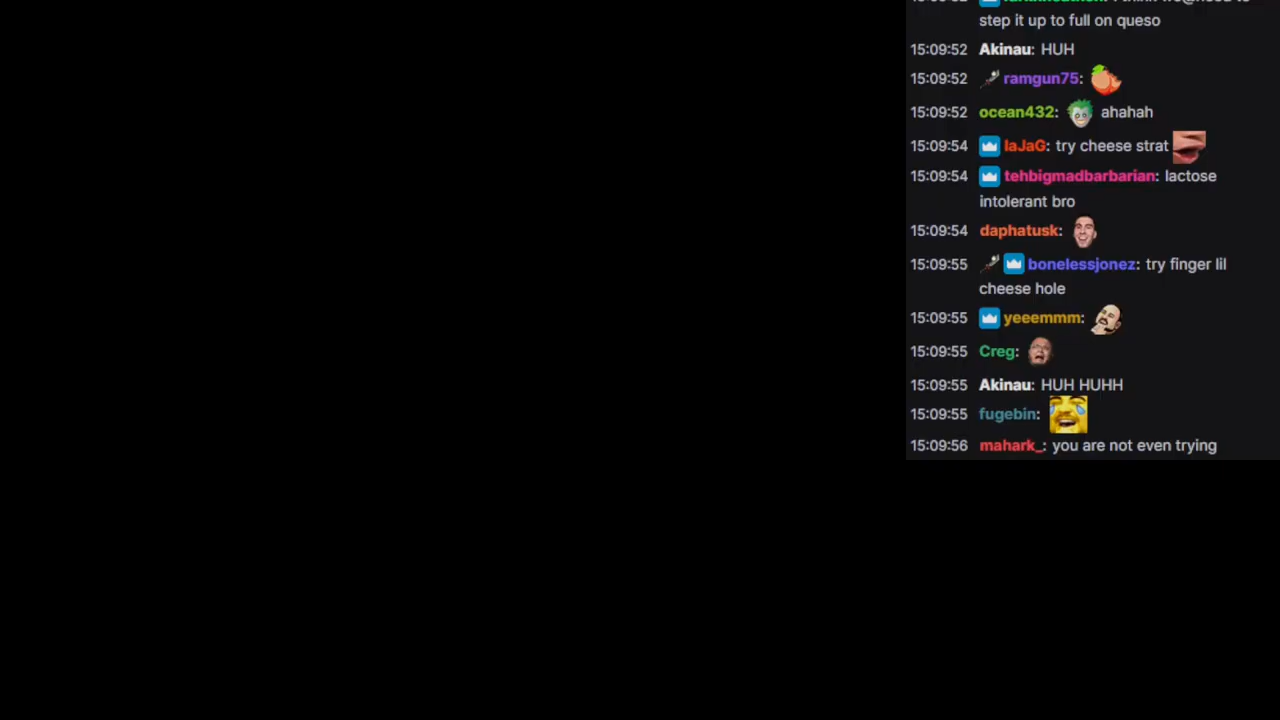 step it up to full on queso
15:09:52 Akinau: HUH
15:09:52 ramgun75:
15:09:52 ocean432: ahahah
15:09:54 IaJaG: try cheese strat
15:09:54 tehbigmadbarbarian: lactose
intolerant bro
15:09:54 daphatusk:
15:09:55 bonelessjonez: try finger lil
cheese hole
15:09:55 yeeemmm:
15:09:55 Creg:
15:09:55 Akinau: HUH HUHH
15:09:55 fugebin:
15:09:56 mahark_: you are not even trying